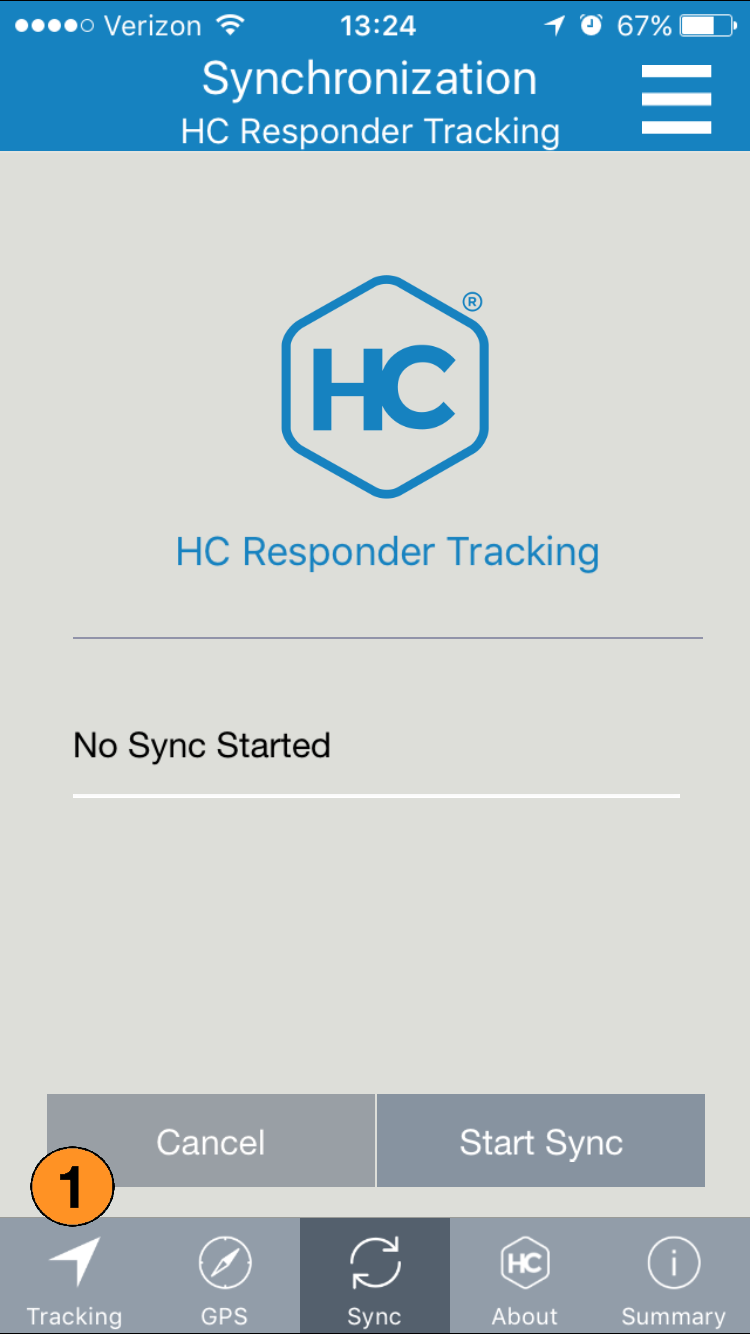 Verizon 13:24 67%
Synchronization
HC Responder Tracking
HC®
HC Responder Tracking
No Sync Started
Cancel Start Sync
1
HC i
Tracking GPS Sync About Summary